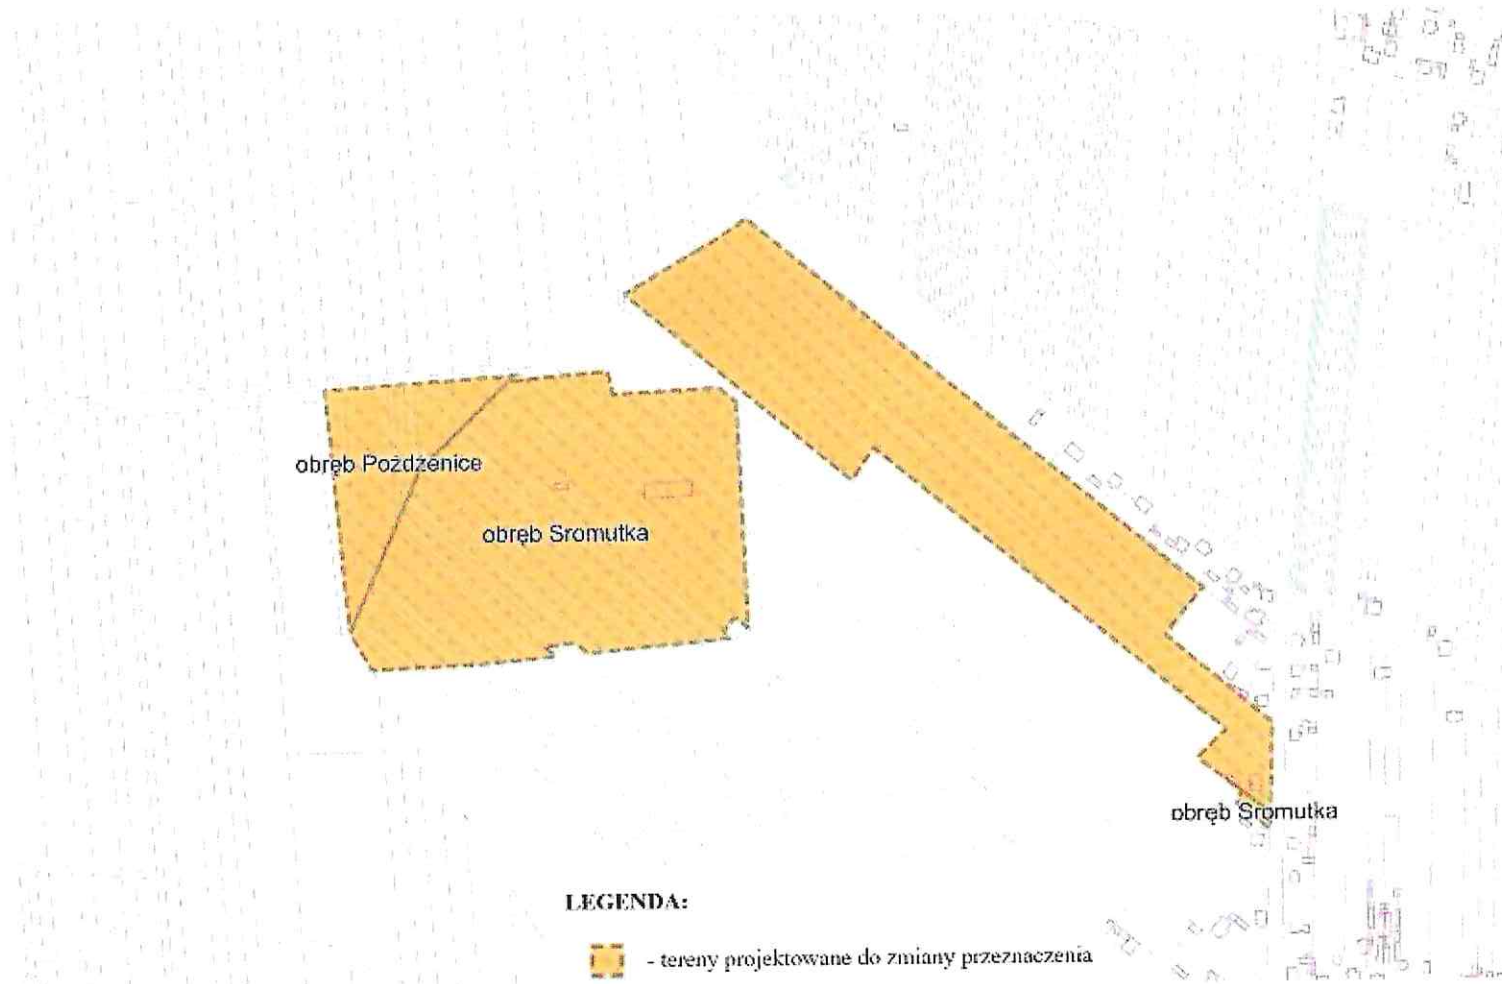 obręb Pożdżenice
obręb Sromutka
obręb Sromutka
LEGENDA:
- tereny projektowane do zmiany przeznaczenia